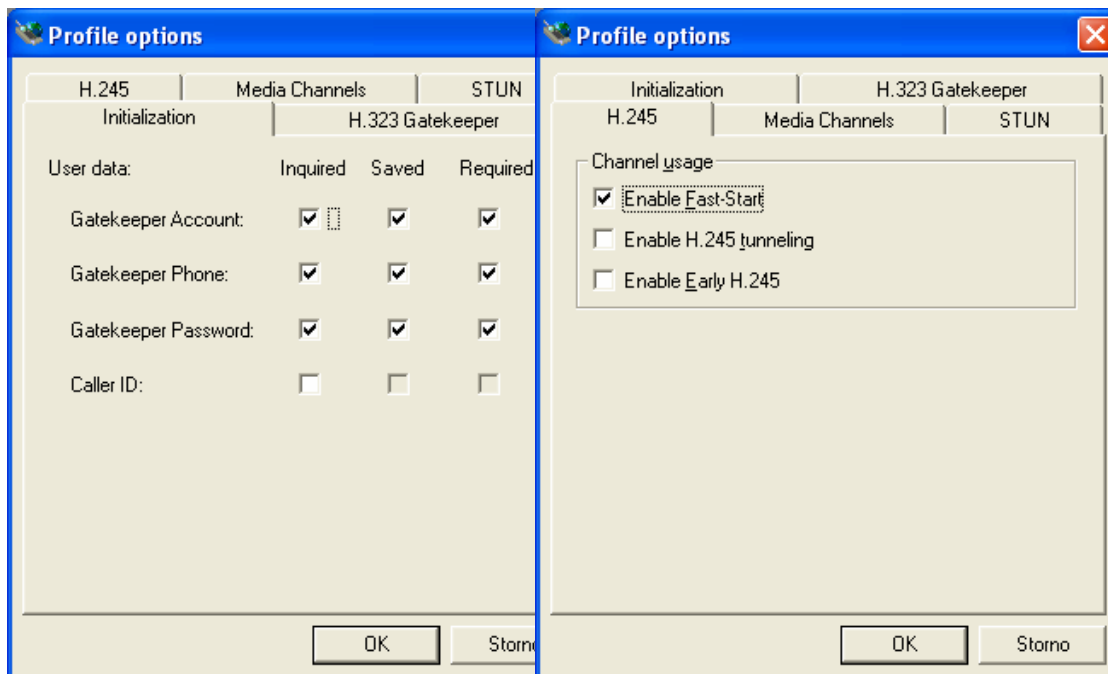 Profile options
H.245 Media Channels STUN
Initialization H.323 Gatekeeper
User data: Inquired Saved Required
Gatekeeper Account:
Gatekeeper Phone:
Gatekeeper Password:
Caller ID:
OK Storno
Profile options
Initialization H.323 Gatekeeper
H.245 Media Channels STUN
Channel usage
Enable Fast-Start
Enable H.245 tunneling
Enable Early H.245
OK Storno